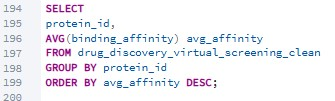 194 SELECT
195 protein_id,
196 AVG(binding_affinity) avg_affinity
197 FROM drug_discovery_virtual_screening_clean
198 GROUP BY protein_id
199 ORDER BY avg_affinity DESC;
200